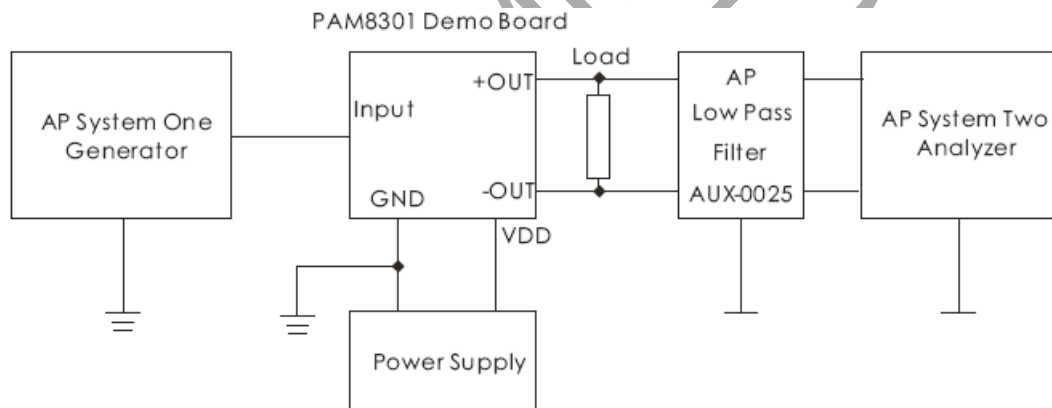 PAM8301 Demo Board
AP System One
Generator
Input
+OUT
-OUT
GND
VDD
Load
AP
Low Pass
Filter
AUX-0025
AP System Two
Analyzer
Power Supply